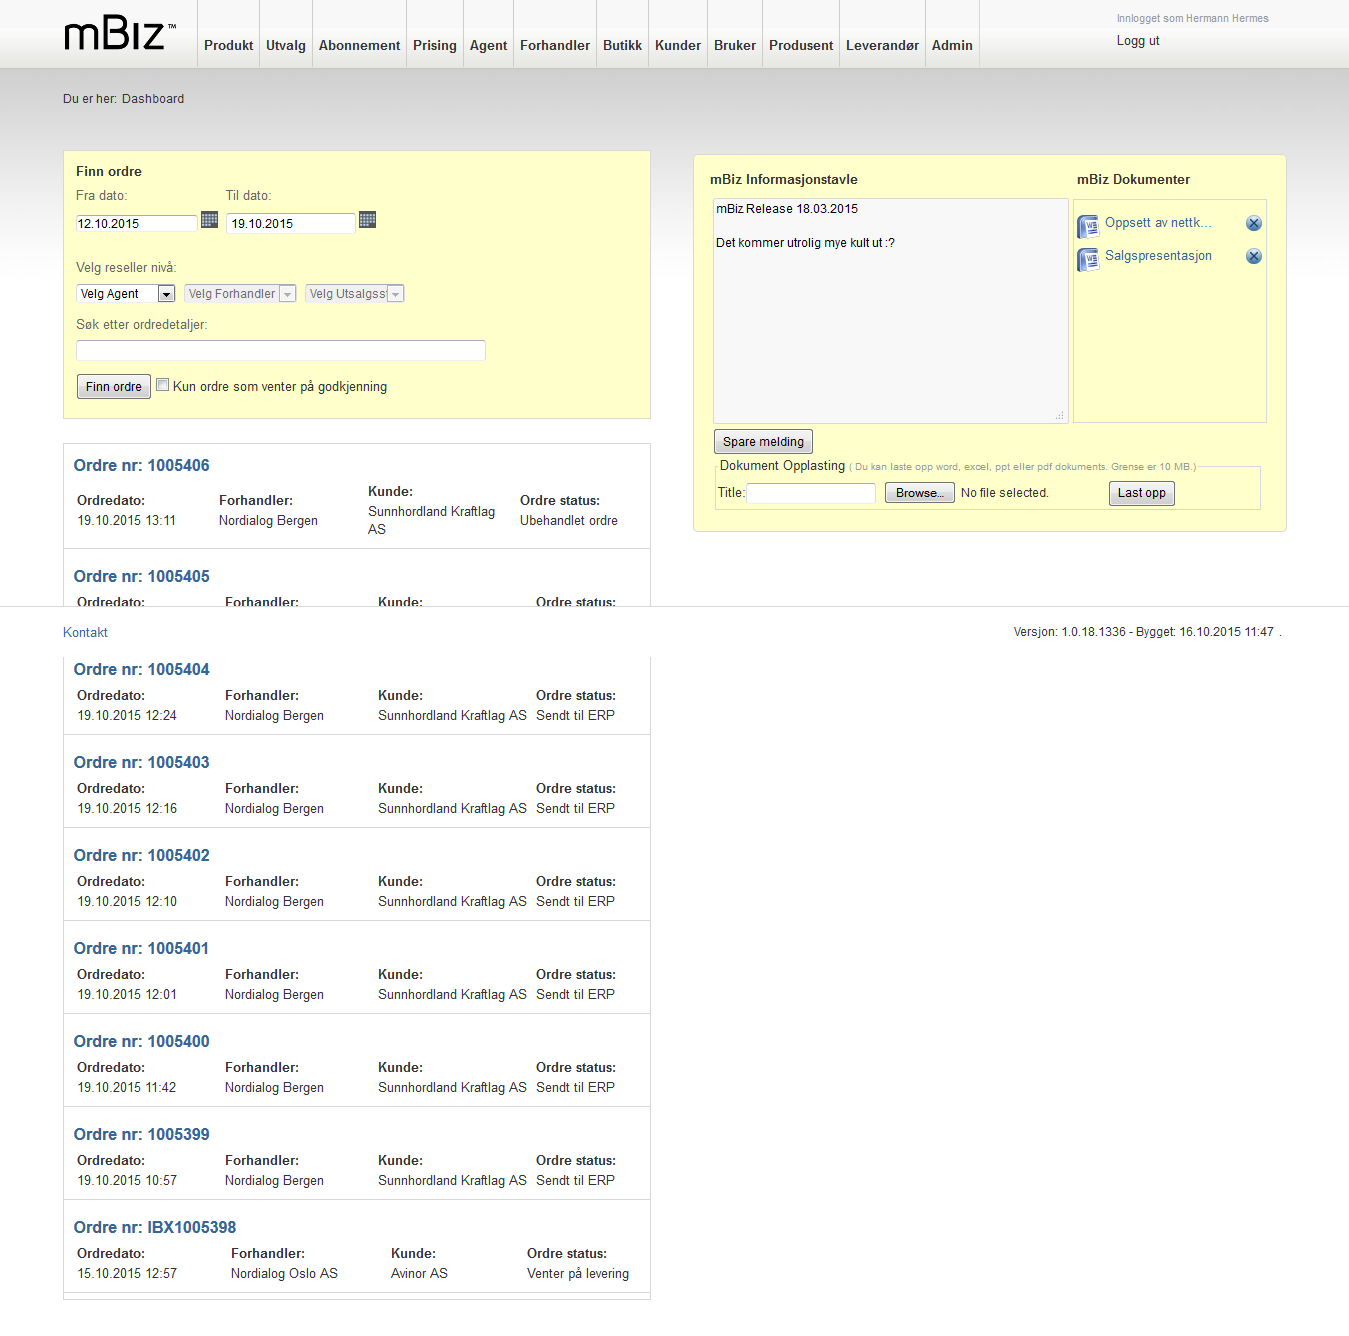 mBiz™
Produkt Utvalg Abonnement Prising Agent Forhandler Butikk Kunder Bruker Produsent Leverandør Admin
Innlogget som Hermann Hermes
Logg ut
Du er her: Dashboard
Finn ordre
Fra dato: Til dato:
12.10.2015 19.10.2015
Velg reseller nivå:
Velg Agent Velg Forhandler Velg Utsalgss
Søk etter ordredetaljer:
Finn ordre Kun ordre som venter på godkjenning
mBiz Informasjonstavle
mBiz Release 18.03.2015
Det kommer utrolig mye kult ut :?
mBiz Dokumenter
Oppsett av nettk...
Salgspresentasjon
Spare melding
Dokument Opplasting ( Du kan laste opp word, excel, ppt eller pdf dokuments. Grense er 10 MB.)
Title: Browse... No file selected. Last opp
Ordre nr: 1005406
Ordredato: Forhandler: Kunde: Ordre status:
19.10.2015 13:11 Nordialog Bergen Sunnhordland Kraftlag Ubehandlet ordre
AS
Ordre nr: 1005405
Ordredato: Forhandler: Kunde: Ordre status:
Kontakt Versjon: 1.0.18.1336 - Bygget: 16.10.2015 11:47 .
Ordre nr: 1005404
Ordredato: Forhandler: Kunde: Ordre status:
19.10.2015 12:24 Nordialog Bergen Sunnhordland Kraftlag AS Sendt til ERP
Ordre nr: 1005403
Ordredato: Forhandler: Kunde: Ordre status:
19.10.2015 12:16 Nordialog Bergen Sunnhordland Kraftlag AS Sendt til ERP
Ordre nr: 1005402
Ordredato: Forhandler: Kunde: Ordre status:
19.10.2015 12:10 Nordialog Bergen Sunnhordland Kraftlag AS Sendt til ERP
Ordre nr: 1005401
Ordredato: Forhandler: Kunde: Ordre status:
19.10.2015 12:01 Nordialog Bergen Sunnhordland Kraftlag AS Sendt til ERP
Ordre nr: 1005400
Ordredato: Forhandler: Kunde: Ordre status:
19.10.2015 11:42 Nordialog Bergen Sunnhordland Kraftlag AS Sendt til ERP
Ordre nr: 1005399
Ordredato: Forhandler: Kunde: Ordre status:
19.10.2015 10:57 Nordialog Bergen Sunnhordland Kraftlag AS Sendt til ERP
Ordre nr: IBX1005398
Ordredato: Forhandler: Kunde: Ordre status:
15.10.2015 12:57 Nordialog Oslo AS Avinor AS Venter på levering